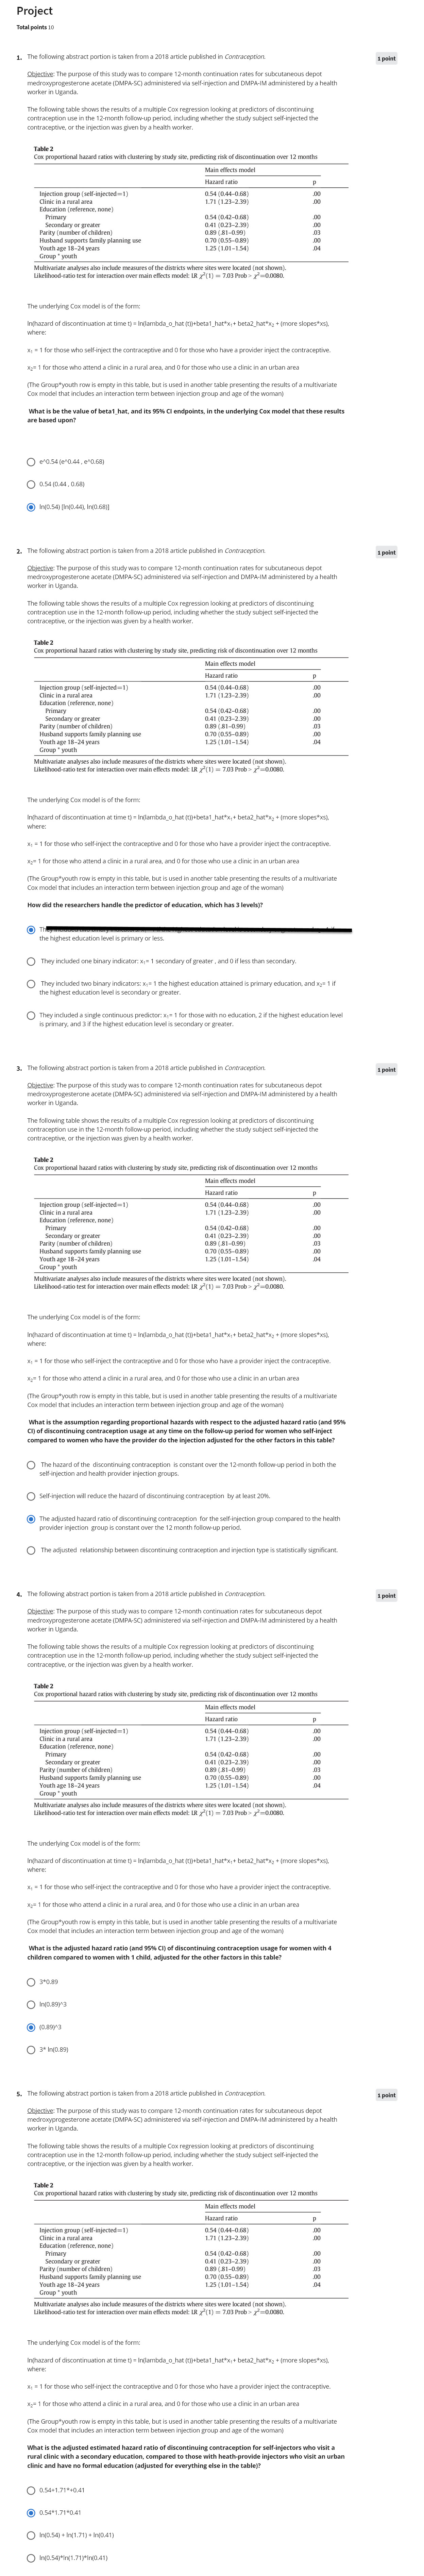 Project
Total points 10
1. The following abstract portion is taken from a 2018 article published in Contraception.
1 point
Objective: The purpose of this study was to compare 12-month continuation rates for subcutaneous depot
medroxyprogesterone acetate (DMPA-SC) administered via self-injection and DMPA-IM administered by a health
worker in Uganda.
The following table shows the results of a multiple Cox regression looking at predictors of discontinuing
contraception use in the 12-month follow-up period, including whether the study subject self-injected the
contraceptive, or the injection was given by a health worker.
Table 2
Cox proportional hazard ratios with clustering by study site, predicting risk of discontinuation over 12 months
Main effects model
Hazard ratio p
Injection group (self-injected=1) 0.54 (0.44–0.68) .00
Clinic in a rural area 1.71 (1.23–2.39) .00
Education (reference, none)
Primary 0.54 (0.42–0.68) .00
Secondary or greater 0.41 (0.23–2.39) .00
Parity (number of children) 0.89 (.81–0.99) .03
Husband supports family planning use 0.70 (0.55–0.89) .00
Youth age 18–24 years 1.25 (1.01–1.54) .04
Group * youth
Multivariate analyses also include measures of the districts where sites were located (not shown).
Likelihood-ratio test for interaction over main effects model: LR χ²(1) = 7.03 Prob > χ²=0.0080.
The underlying Cox model is of the form:
ln(hazard of discontinuation at time t) = ln(lambda_o_hat (t))+beta1_hat*x₁+ beta2_hat*x₂ + (more slopes*xs),
where:
x₁ = 1 for those who self-inject the contraceptive and 0 for those who have a provider inject the contraceptive.
x₂= 1 for those who attend a clinic in a rural area, and 0 for those who use a clinic in an urban area
(The Group*youth row is empty in this table, but is used in another table presenting the results of a multivariate
Cox model that includes an interaction term between injection group and age of the woman)
What is be the value of beta1_hat, and its 95% CI endpoints, in the underlying Cox model that these results
are based upon?
e^0.54 (e^0.44 , e^0.68)
0.54 (0.44 , 0.68)
ln(0.54) [ln(0.44), ln(0.68)]
2. The following abstract portion is taken from a 2018 article published in Contraception.
1 point
Objective: The purpose of this study was to compare 12-month continuation rates for subcutaneous depot
medroxyprogesterone acetate (DMPA-SC) administered via self-injection and DMPA-IM administered by a health
worker in Uganda.
The following table shows the results of a multiple Cox regression looking at predictors of discontinuing
contraception use in the 12-month follow-up period, including whether the study subject self-injected the
contraceptive, or the injection was given by a health worker.
Table 2
Cox proportional hazard ratios with clustering by study site, predicting risk of discontinuation over 12 months
Main effects model
Hazard ratio p
Injection group (self-injected=1) 0.54 (0.44–0.68) .00
Clinic in a rural area 1.71 (1.23–2.39) .00
Education (reference, none)
Primary 0.54 (0.42–0.68) .00
Secondary or greater 0.41 (0.23–2.39) .00
Parity (number of children) 0.89 (.81–0.99) .03
Husband supports family planning use 0.70 (0.55–0.89) .00
Youth age 18–24 years 1.25 (1.01–1.54) .04
Group * youth
Multivariate analyses also include measures of the districts where sites were located (not shown).
Likelihood-ratio test for interaction over main effects model: LR χ²(1) = 7.03 Prob > χ²=0.0080.
The underlying Cox model is of the form:
ln(hazard of discontinuation at time t) = ln(lambda_o_hat (t))+beta1_hat*x₁+ beta2_hat*x₂ + (more slopes*xs),
where:
x₁ = 1 for those who self-inject the contraceptive and 0 for those who have a provider inject the contraceptive.
x₂= 1 for those who attend a clinic in a rural area, and 0 for those who use a clinic in an urban area
(The Group*youth row is empty in this table, but is used in another table presenting the results of a multivariate
Cox model that includes an interaction term between injection group and age of the woman)
How did the researchers handle the predictor of education, which has 3 levels)?
the highest education level is primary or less.
They included one binary indicator: x₁= 1 secondary of greater , and 0 if less than secondary.
They included two binary indicators: x₁= 1 the highest education attained is primary education, and x₂= 1 if
the highest education level is secondary or greater.
They included a single continuous predictor: x₁= 1 for those with no education, 2 if the highest education level
is primary, and 3 if the highest education level is secondary or greater.
3. The following abstract portion is taken from a 2018 article published in Contraception.
1 point
Objective: The purpose of this study was to compare 12-month continuation rates for subcutaneous depot
medroxyprogesterone acetate (DMPA-SC) administered via self-injection and DMPA-IM administered by a health
worker in Uganda.
The following table shows the results of a multiple Cox regression looking at predictors of discontinuing
contraception use in the 12-month follow-up period, including whether the study subject self-injected the
contraceptive, or the injection was given by a health worker.
Table 2
Cox proportional hazard ratios with clustering by study site, predicting risk of discontinuation over 12 months
Main effects model
Hazard ratio p
Injection group (self-injected=1) 0.54 (0.44–0.68) .00
Clinic in a rural area 1.71 (1.23–2.39) .00
Education (reference, none)
Primary 0.54 (0.42–0.68) .00
Secondary or greater 0.41 (0.23–2.39) .00
Parity (number of children) 0.89 (.81–0.99) .03
Husband supports family planning use 0.70 (0.55–0.89) .00
Youth age 18–24 years 1.25 (1.01–1.54) .04
Group * youth
Multivariate analyses also include measures of the districts where sites were located (not shown).
Likelihood-ratio test for interaction over main effects model: LR χ²(1) = 7.03 Prob > χ²=0.0080.
The underlying Cox model is of the form:
ln(hazard of discontinuation at time t) = ln(lambda_o_hat (t))+beta1_hat*x₁+ beta2_hat*x₂ + (more slopes*xs),
where:
x₁ = 1 for those who self-inject the contraceptive and 0 for those who have a provider inject the contraceptive.
x₂= 1 for those who attend a clinic in a rural area, and 0 for those who use a clinic in an urban area
(The Group*youth row is empty in this table, but is used in another table presenting the results of a multivariate
Cox model that includes an interaction term between injection group and age of the woman)
What is the assumption regarding proportional hazards with respect to the adjusted hazard ratio (and 95%
CI) of discontinuing contraception usage at any time on the follow-up period for women who self-inject
compared to women who have the provider do the injection adjusted for the other factors in this table?
The hazard of the discontinuing contraception is constant over the 12-month follow-up period in both the
self-injection and health provider injection groups.
Self-injection will reduce the hazard of discontinuing contraception by at least 20%.
The adjusted hazard ratio of discontinuing contraception for the self-injection group compared to the health
provider injection group is constant over the 12 month follow-up period.
The adjusted relationship between discontinuing contraception and injection type is statistically significant.
4. The following abstract portion is taken from a 2018 article published in Contraception.
1 point
Objective: The purpose of this study was to compare 12-month continuation rates for subcutaneous depot
medroxyprogesterone acetate (DMPA-SC) administered via self-injection and DMPA-IM administered by a health
worker in Uganda.
The following table shows the results of a multiple Cox regression looking at predictors of discontinuing
contraception use in the 12-month follow-up period, including whether the study subject self-injected the
contraceptive, or the injection was given by a health worker.
Table 2
Cox proportional hazard ratios with clustering by study site, predicting risk of discontinuation over 12 months
Main effects model
Hazard ratio p
Injection group (self-injected=1) 0.54 (0.44–0.68) .00
Clinic in a rural area 1.71 (1.23–2.39) .00
Education (reference, none)
Primary 0.54 (0.42–0.68) .00
Secondary or greater 0.41 (0.23–2.39) .00
Parity (number of children) 0.89 (.81–0.99) .03
Husband supports family planning use 0.70 (0.55–0.89) .00
Youth age 18–24 years 1.25 (1.01–1.54) .04
Group * youth
Multivariate analyses also include measures of the districts where sites were located (not shown).
Likelihood-ratio test for interaction over main effects model: LR χ²(1) = 7.03 Prob > χ²=0.0080.
The underlying Cox model is of the form:
ln(hazard of discontinuation at time t) = ln(lambda_o_hat (t))+beta1_hat*x₁+ beta2_hat*x₂ + (more slopes*xs),
where:
x₁ = 1 for those who self-inject the contraceptive and 0 for those who have a provider inject the contraceptive.
x₂= 1 for those who attend a clinic in a rural area, and 0 for those who use a clinic in an urban area
(The Group*youth row is empty in this table, but is used in another table presenting the results of a multivariate
Cox model that includes an interaction term between injection group and age of the woman)
What is the adjusted hazard ratio (and 95% CI) of discontinuing contraception usage for women with 4
children compared to women with 1 child, adjusted for the other factors in this table?
3*0.89
ln(0.89)^3
(0.89)^3
3* ln(0.89)
5. The following abstract portion is taken from a 2018 article published in Contraception.
1 point
Objective: The purpose of this study was to compare 12-month continuation rates for subcutaneous depot
medroxyprogesterone acetate (DMPA-SC) administered via self-injection and DMPA-IM administered by a health
worker in Uganda.
The following table shows the results of a multiple Cox regression looking at predictors of discontinuing
contraception use in the 12-month follow-up period, including whether the study subject self-injected the
contraceptive, or the injection was given by a health worker.
Table 2
Cox proportional hazard ratios with clustering by study site, predicting risk of discontinuation over 12 months
Main effects model
Hazard ratio p
Injection group (self-injected=1) 0.54 (0.44–0.68) .00
Clinic in a rural area 1.71 (1.23–2.39) .00
Education (reference, none)
Primary 0.54 (0.42–0.68) .00
Secondary or greater 0.41 (0.23–2.39) .00
Parity (number of children) 0.89 (.81–0.99) .03
Husband supports family planning use 0.70 (0.55–0.89) .00
Youth age 18–24 years 1.25 (1.01–1.54) .04
Group * youth
Multivariate analyses also include measures of the districts where sites were located (not shown).
Likelihood-ratio test for interaction over main effects model: LR χ²(1) = 7.03 Prob > χ²=0.0080.
The underlying Cox model is of the form:
ln(hazard of discontinuation at time t) = ln(lambda_o_hat (t))+beta1_hat*x₁+ beta2_hat*x₂ + (more slopes*xs),
where:
x₁ = 1 for those who self-inject the contraceptive and 0 for those who have a provider inject the contraceptive.
x₂= 1 for those who attend a clinic in a rural area, and 0 for those who use a clinic in an urban area
(The Group*youth row is empty in this table, but is used in another table presenting the results of a multivariate
Cox model that includes an interaction term between injection group and age of the woman)
What is the adjusted estimated hazard ratio of discontinuing contraception for self-injectors who visit a
rural clinic with a secondary education, compared to those with heath-provide injectors who visit an urban
clinic and have no formal education (adjusted for everything else in the table)?
0.54+1.71*+0.41
0.54*1.71*0.41
ln(0.54) + ln(1.71) + ln(0.41)
ln(0.54)*ln(1.71)*ln(0.41)